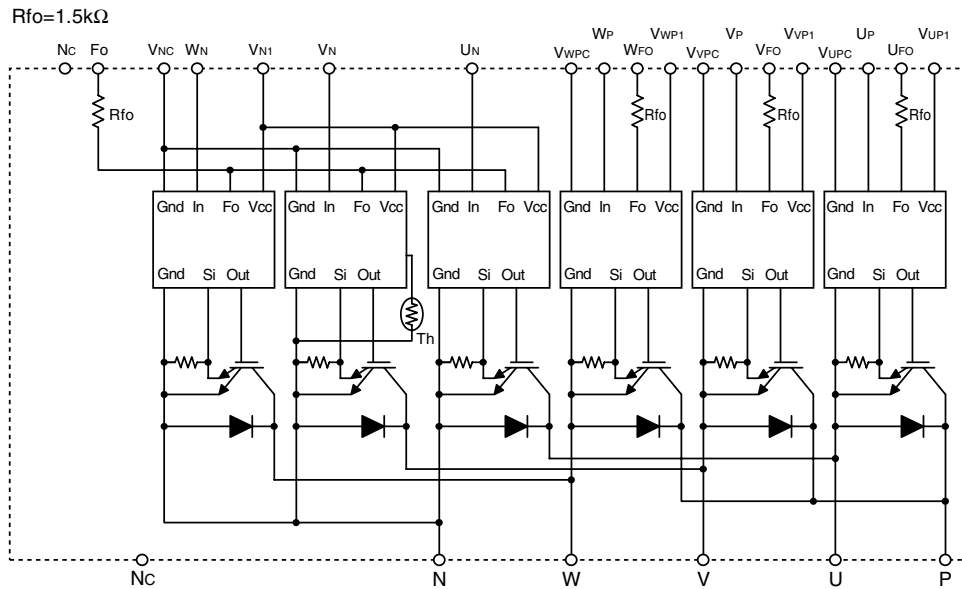 Rfo=1.5kΩ
NC FO VNC WN VN1 VN UN VWPC WP WFO VWP1 VVPC VP VFO VVP1 VUPC UP UFO VUP1
Rfo Rfo Rfo Rfo
Gnd In Fo Vcc Gnd In Fo Vcc Gnd In Fo Vcc Gnd In Fo Vcc Gnd In Fo Vcc Gnd In Fo Vcc
Gnd Si Out Gnd Si Out Gnd Si Out Gnd Si Out Gnd Si Out Gnd Si Out
Th
NC N W V U P